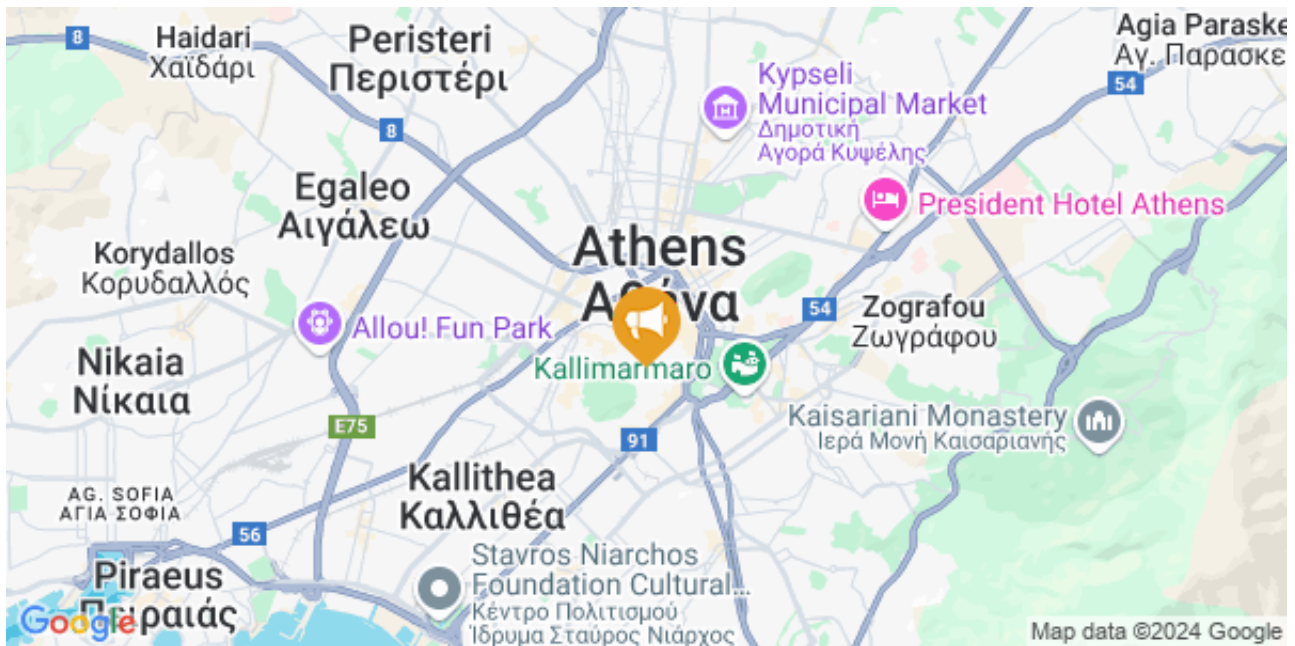 8
Haidari
Χαϊδάρι
Peristeri
Περιστέρι
Agia Paraske
Αγ. Παρασκε
54
Kypseli
Municipal Market
Δημοτική
Αγορά Κυψέλης
8
Egaleo
Αιγάλεω
President Hotel Athens
Korydallos
Κορυδαλλός
Athens
Αθήνα
54
Zografou
Ζωγράφου
Allou! Fun Park
Nikaia
Νίκαια
Kallimarmaro
E75
91
Kaisariani Monastery
Ιερά Μονή Καισαριανής
Kallithea
Καλλιθέα
AG. SOFIA
ΑΓΙΑ ΣΟΦΙΑ
56
Stavros Niarchos
Foundation Cultural...
Κέντρο Πολιτισμού
Ίδρυμα Σταύρος Νιάρχος
Piraeus
Πειραιάς
Google
Map data ©2024 Google